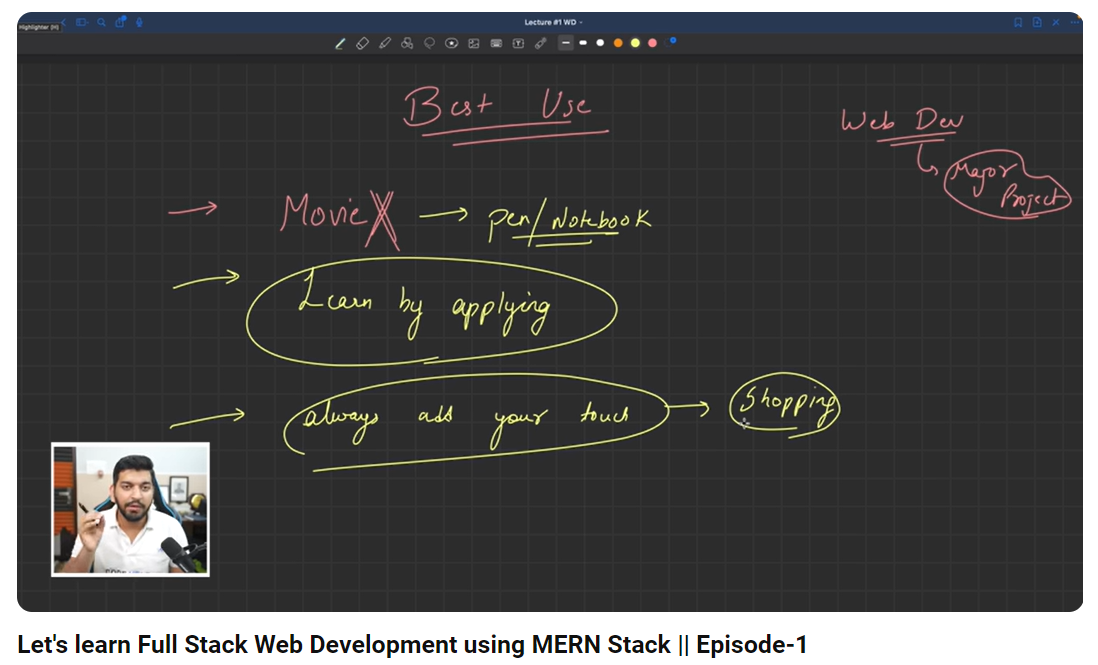 Highlighter (H)
Lecture #1 WD
Best Use
Web Dev
Major
Project
Movie X → Pen/Notebook
Learn by applying
always add your touch → Shopping
Let's learn Full Stack Web Development using MERN Stack || Episode-1